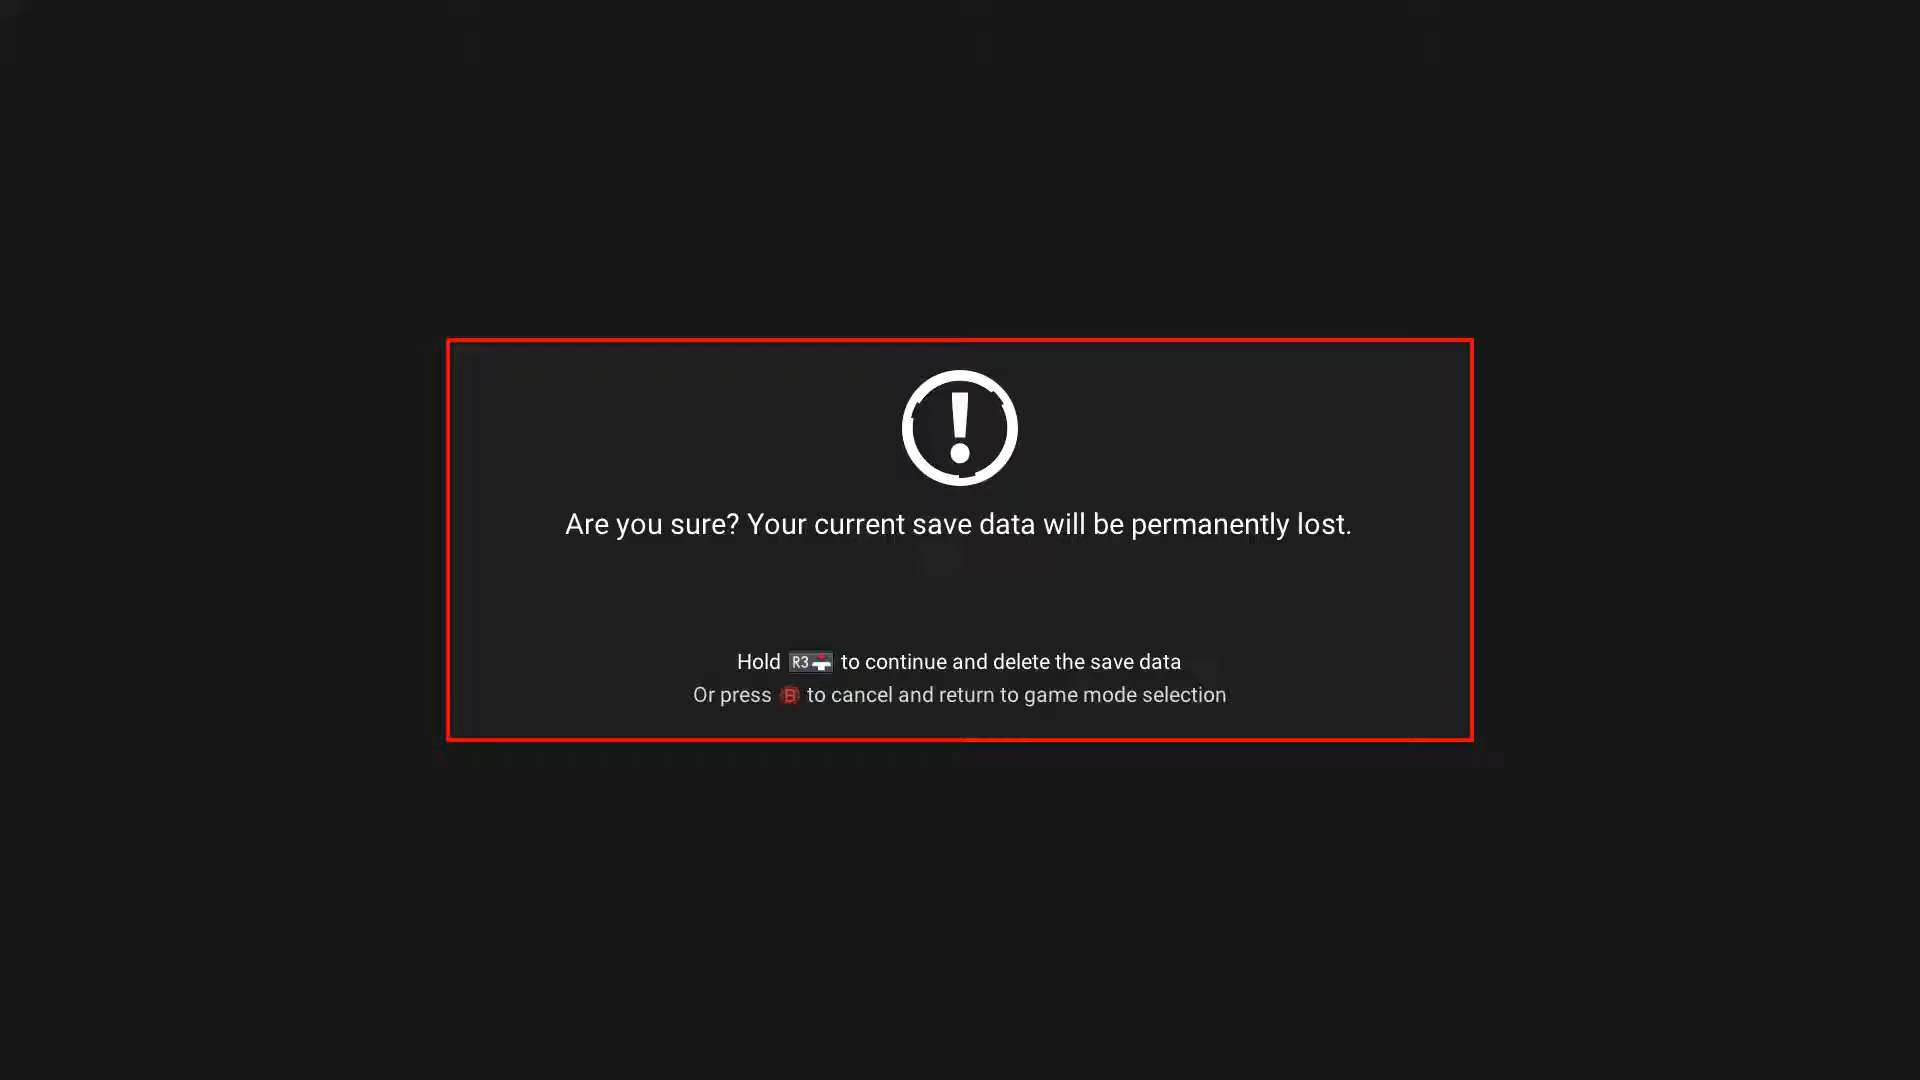 Are you sure? Your current save data will be permanently lost.
Hold R3 to continue and delete the save data
Or press B to cancel and return to game mode selection